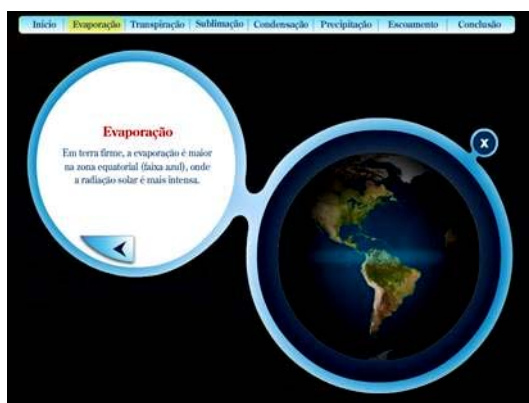 Início Evaporação Transpiração Sublimação Condensação Precipitação Escoamento Conclusão
Evaporação
Em terra firme, a evaporação é maior
na zona equatorial (faixa azul), onde
a radiação solar é mais intensa.
X